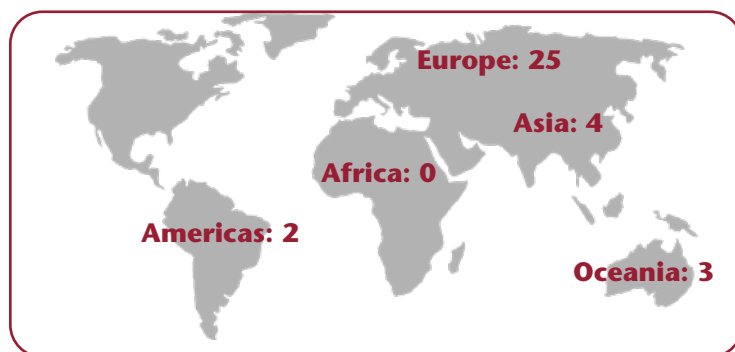 Europe: 25
Asia: 4
Africa: 0
Americas: 2
Oceania: 3